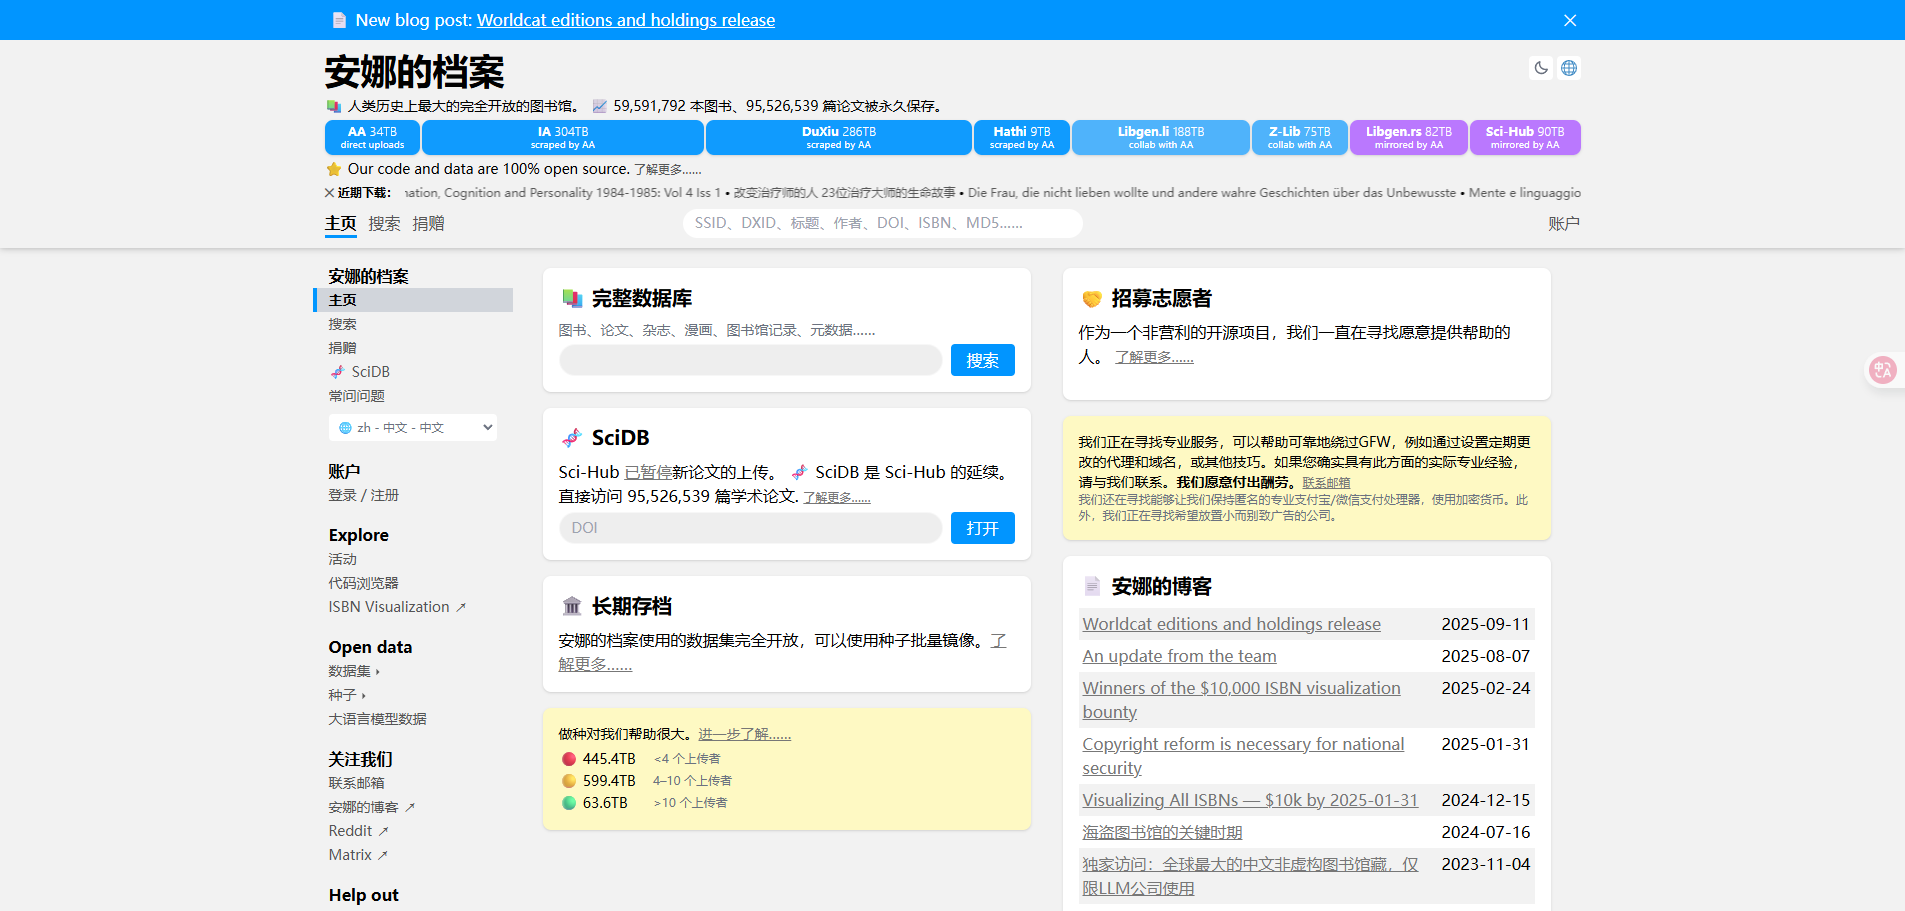 New blog post: Worldcat editions and holdings release
安娜的档案
人类历史上最大的完全开放的图书馆。 59,591,792 本图书、95,526,539 篇论文被永久保存。
AA 34TB
direct uploads
IA 304TB
scraped by AA
DuXiu 286TB
scraped by AA
Hathi 9TB
scraped by AA
Libgen.li 188TB
collab with AA
Z-Lib 75TB
collab with AA
Libgen.rs 82TB
mirrored by AA
Sci-Hub 90TB
mirrored by AA
Our code and data are 100% open source. 了解更多……
近期下载： nation, Cognition and Personality 1984-1985: Vol 4 Iss 1 • 改变治疗师的人 23位治疗大师的生命故事 • Die Frau, die nicht lieben wollte und andere wahre Geschichten über das Unbewusste • Mente e linguaggio
主页 搜索 捐赠
SSID、DXID、标题、作者、DOI、ISBN、MD5……
账户
安娜的档案
主页
搜索
捐赠
SciDB
常问问题
zh - 中文 - 中文
账户
登录 / 注册
Explore
活动
代码浏览器
ISBN Visualization ↗
Open data
数据集 ▸
种子 ▸
大语言模型数据
关注我们
联系邮箱
安娜的博客 ↗
Reddit ↗
Matrix ↗
Help out
完整数据库
图书、论文、杂志、漫画、图书馆记录、元数据……
搜索
SciDB
Sci-Hub 已暂停新论文的上传。 SciDB 是 Sci-Hub 的延续。
直接访问 95,526,539 篇学术论文. 了解更多……
DOI
打开
长期存档
安娜的档案使用的数据集完全开放，可以使用种子批量镜像。了
解更多……
做种对我们帮助很大。进一步了解……
445.4TB <4 个上传者
599.4TB 4–10 个上传者
63.6TB >10 个上传者
招募志愿者
作为一个非营利的开源项目，我们一直在寻找愿意提供帮助的
人。 了解更多……
我们正在寻找专业服务，可以帮助可靠地绕过GFW，例如通过设置定期更
改的代理和域名，或其他技巧。如果您确实具有此方面的实际专业经验，
请与我们联系。我们愿意付出酬劳。联系邮箱
我们还在寻找能够让我们保持匿名的专业支付宝/微信支付处理器，使用加密货币。此
外，我们正在寻找希望放置小而别致广告的公司。
安娜的博客
Worldcat editions and holdings release 2025-09-11
An update from the team 2025-08-07
Winners of the $10,000 ISBN visualization 2025-02-24
bounty
Copyright reform is necessary for national 2025-01-31
security
Visualizing All ISBNs — $10k by 2025-01-31 2024-12-15
海盗图书馆的关键时期 2024-07-16
独家访问：全球最大的中文非虚构图书馆藏，仅 2023-11-04
限LLM公司使用